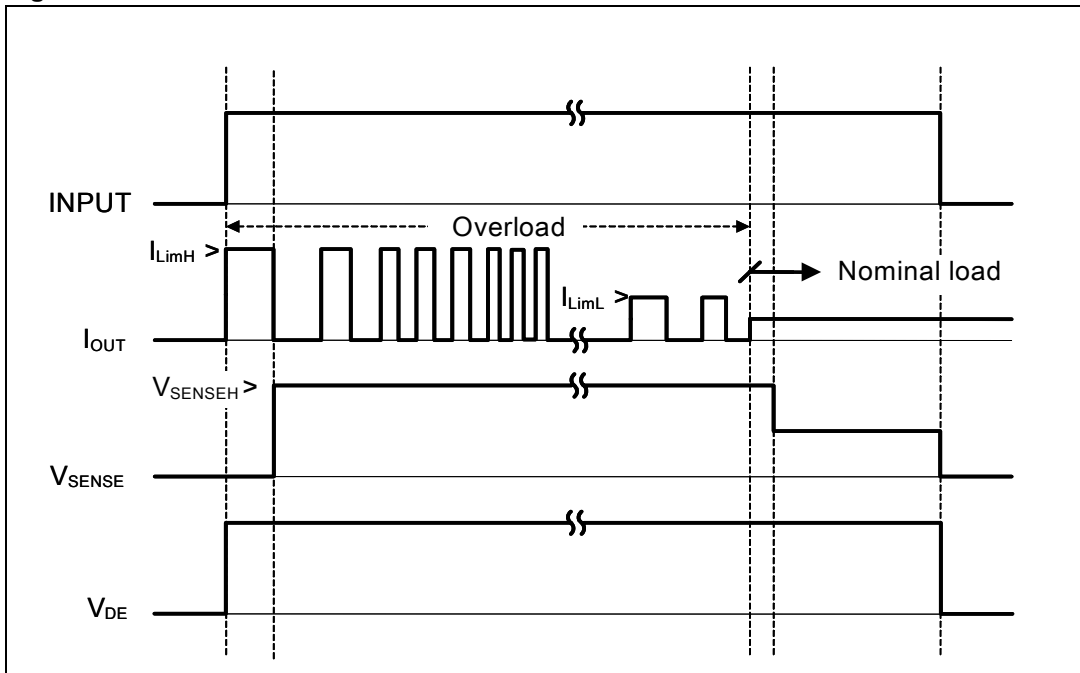 INPUT
Overload
I_LimH >
Nominal load
I_LimL >
I_OUT
V_SENSEH >
V_SENSE
V_DE